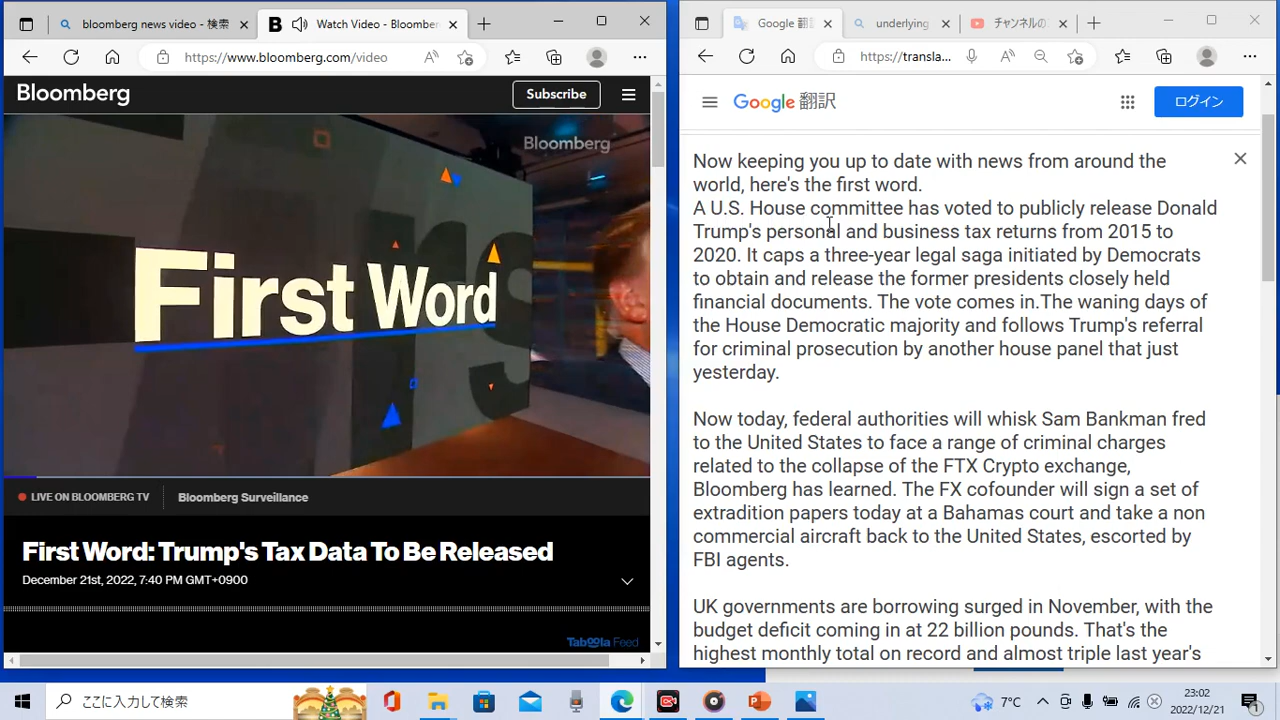 bloomberg news video - 検索
Watch Video - Bloomber
https://www.bloomberg.com/video
Bloomberg
Subscribe
Bloomberg
First Word
LIVE ON BLOOMBERG TV
Bloomberg Surveillance
First Word: Trump's Tax Data To Be Released
December 21st, 2022, 7:40 PM GMT+0900
Taboola Feed
Google 翻訳
underlying
チャンネルの
https://transla...
Google 翻訳
ログイン
Now keeping you up to date with news from around the
world, here's the first word.
A U.S. House committee has voted to publicly release Donald
Trump's personal and business tax returns from 2015 to
2020. It caps a three-year legal saga initiated by Democrats
to obtain and release the former presidents closely held
financial documents. The vote comes in.The waning days of
the House Democratic majority and follows Trump's referral
for criminal prosecution by another house panel that just
yesterday.
Now today, federal authorities will whisk Sam Bankman fred
to the United States to face a range of criminal charges
related to the collapse of the FTX Crypto exchange,
Bloomberg has learned. The FX cofounder will sign a set of
extradition papers today at a Bahamas court and take a non
commercial aircraft back to the United States, escorted by
FBI agents.
UK governments are borrowing surged in November, with the
budget deficit coming in at 22 billion pounds. That's the
highest monthly total on record and almost triple last year's
ここに入力して検索
7°C
23:02
2022/12/21